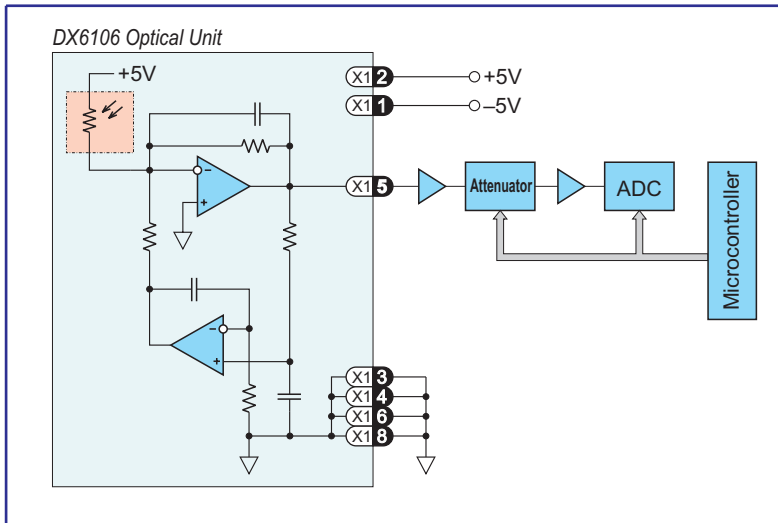 DX6106 Optical Unit
+5V
X1 2 +5V
X1 1 –5V
− +
X1 5
Attenuator
ADC
Microcontroller
− +
X1 3
X1 4
X1 6
X1 8